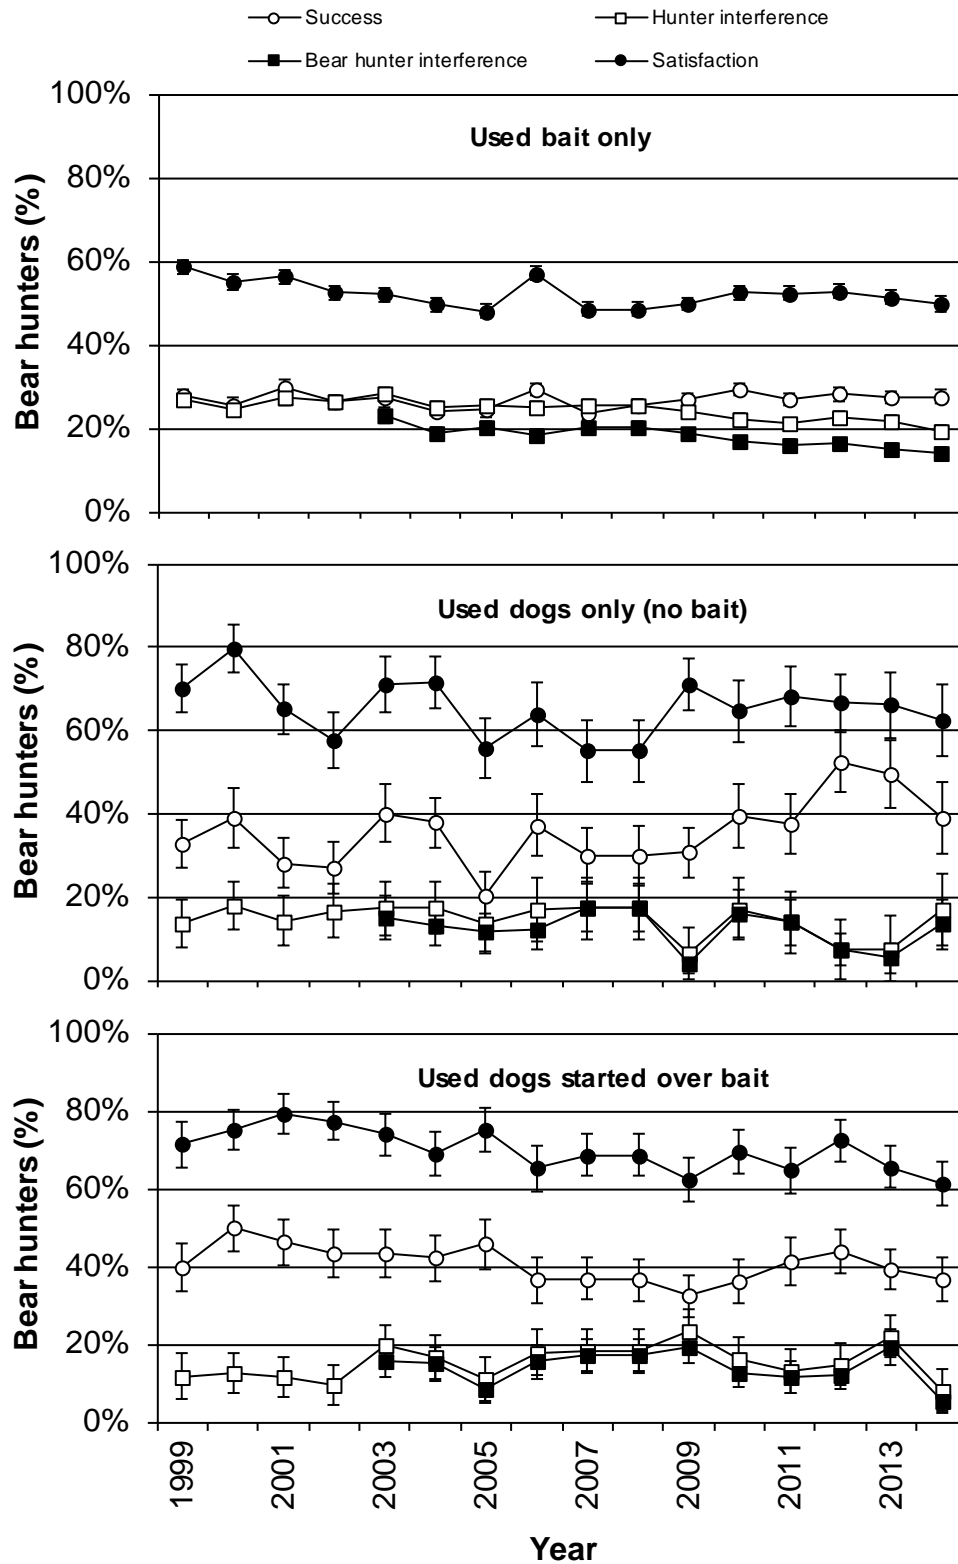 Success
Hunter interference
Bear hunter interference
Satisfaction
100%
80%
60%
40%
20%
0%
Bear hunters (%)
Used bait only
100%
80%
60%
40%
20%
0%
Bear hunters (%)
Used dogs only (no bait)
100%
80%
60%
40%
20%
0%
Bear hunters (%)
Used dogs started over bait
1999
2001
2003
2005
2007
2009
2011
2013
Year